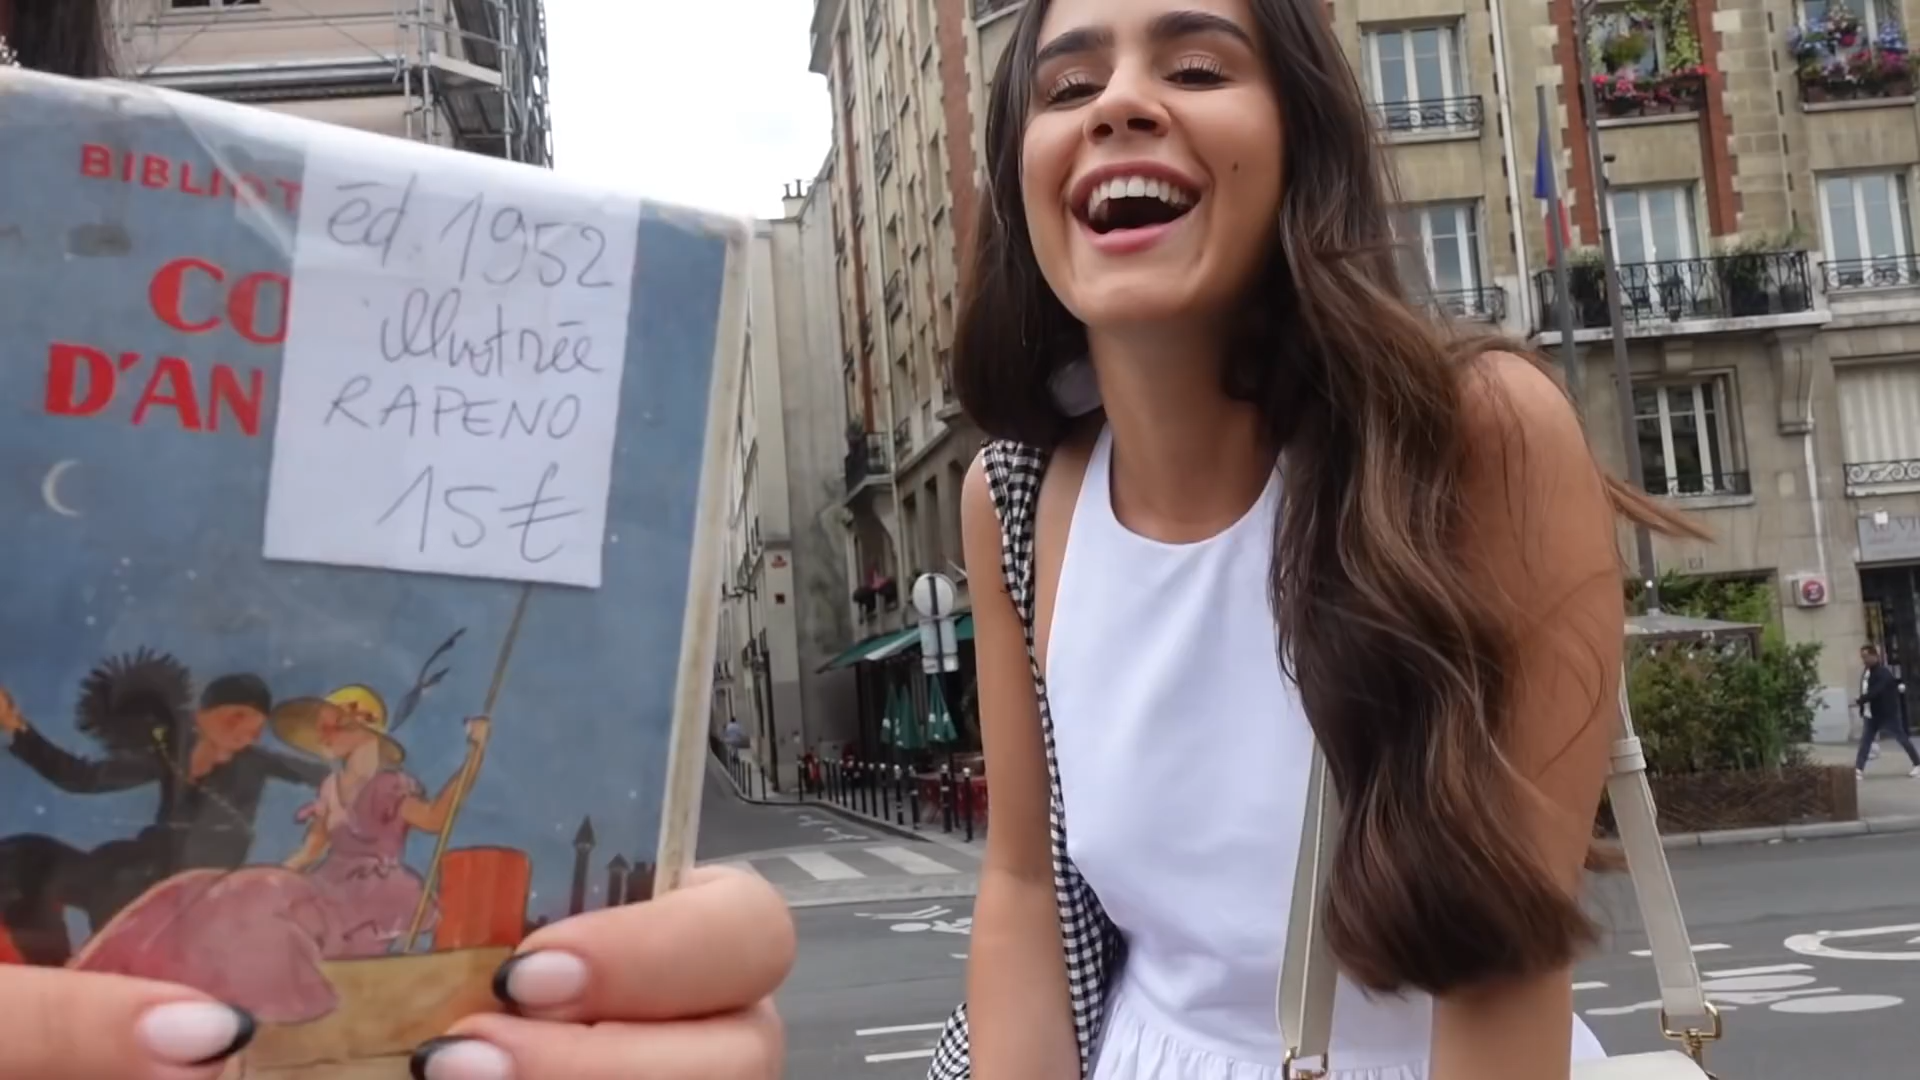 BIBLIOT
CO
D'AN
éd. 1952
illustrée
RAPENO
15€